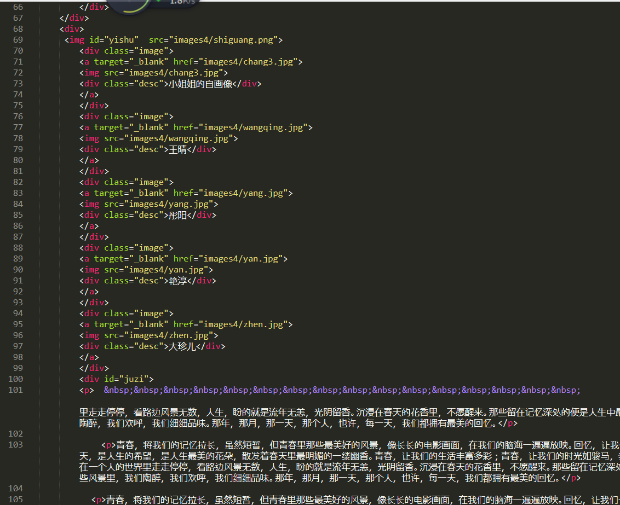 66 </div>
67 </div>
68 <div>
69 <img id="yishu" src="images4/shiguang.png">
70 <div class="image">
71 <a target="_blank" href="images4/chang3.jpg">
72 <img src="images4/chang3.jpg">
73 <div class="desc">小姐姐的自画像</div>
74 </a>
75 </div>
76 <div class="image">
77 <a target="_blank" href="images4/wangqing.jpg">
78 <img src="images4/wangqing.jpg">
79 <div class="desc">王晴</div>
80 </a>
81 </div>
82 <div class="image">
83 <a target="_blank" href="images4/yang.jpg">
84 <img src="images4/yang.jpg">
85 <div class="desc">彤阳</div>
86 </a>
87 </div>
88 <div class="image">
89 <a target="_blank" href="images4/yan.jpg">
90 <img src="images4/yan.jpg">
91 <div class="desc">艳淳</div>
92 </a>
93 </div>
94 <div class="image">
95 <a target="_blank" href="images4/zhen.jpg">
96 <img src="images4/zhen.jpg">
97 <div class="desc">大珍儿</div>
98 </a>
99 </div>
100 <div id="juzi">
101 <p> &nbsp;&nbsp;&nbsp;&nbsp;&nbsp;&nbsp;&nbsp;&nbsp;&nbsp;&nbsp;&nbsp;&nbsp;&nbsp;&nbsp;&nbsp;&nbsp;
里走走停停，看路边风景无数，人生，盼的就是流年无恙，光阴留香。沉浸在春天的花香里，不愿醒来。那些留在记忆深处的便是人生中最
陶醉，我们欢呼，我们细细品味。那年，那月，那一天，那个人，也许，每一天，我们都拥有最美的回忆。</p>
102
103 <p>青春，将我们的记忆拉长，虽然短暂，但青春里那些最美好的风景，像长长的电影画面，在我们的脑海一遍遍放映。回忆，让我
天，是人生的希望，是人生最美的花朵，散发着春天里最明媚的一缕幽香。青春，让我们的生活丰富多彩；青春，让我们的时光如骏马，
在一个人的世界里走走停停，看路边风景无数，人生，盼的就是流年无恙，光阴留香。沉浸在春天的花香里，不愿醒来。那些留在记忆深处
些风景里，我们陶醉，我们欢呼，我们细细品味。那年，那月，那一天，那个人，也许，每一天，我们都拥有最美的回忆。</p>
104
105 <p>青春，将我们的记忆拉长，虽然短暂，但青春里那些最美好的风景，像长长的电影画面，在我们的脑海一遍遍放映。回忆，让我们